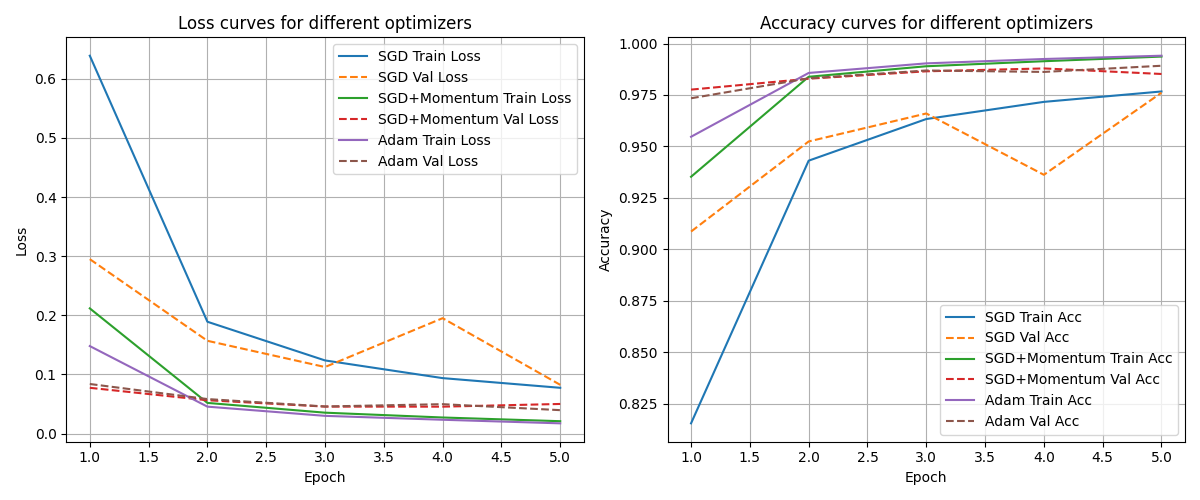 Loss curves for different optimizers
SGD Train Loss
SGD Val Loss
SGD+Momentum Train Loss
SGD+Momentum Val Loss
Adam Train Loss
Adam Val Loss
0.6
0.5
0.4
0.3
0.2
0.1
0.0
Loss
1.0 1.5 2.0 2.5 3.0 3.5 4.0 4.5 5.0
Epoch
Accuracy curves for different optimizers
1.000
0.975
0.950
0.925
0.900
0.875
0.850
0.825
Accuracy
SGD Train Acc
SGD Val Acc
SGD+Momentum Train Acc
SGD+Momentum Val Acc
Adam Train Acc
Adam Val Acc
1.0 1.5 2.0 2.5 3.0 3.5 4.0 4.5 5.0
Epoch